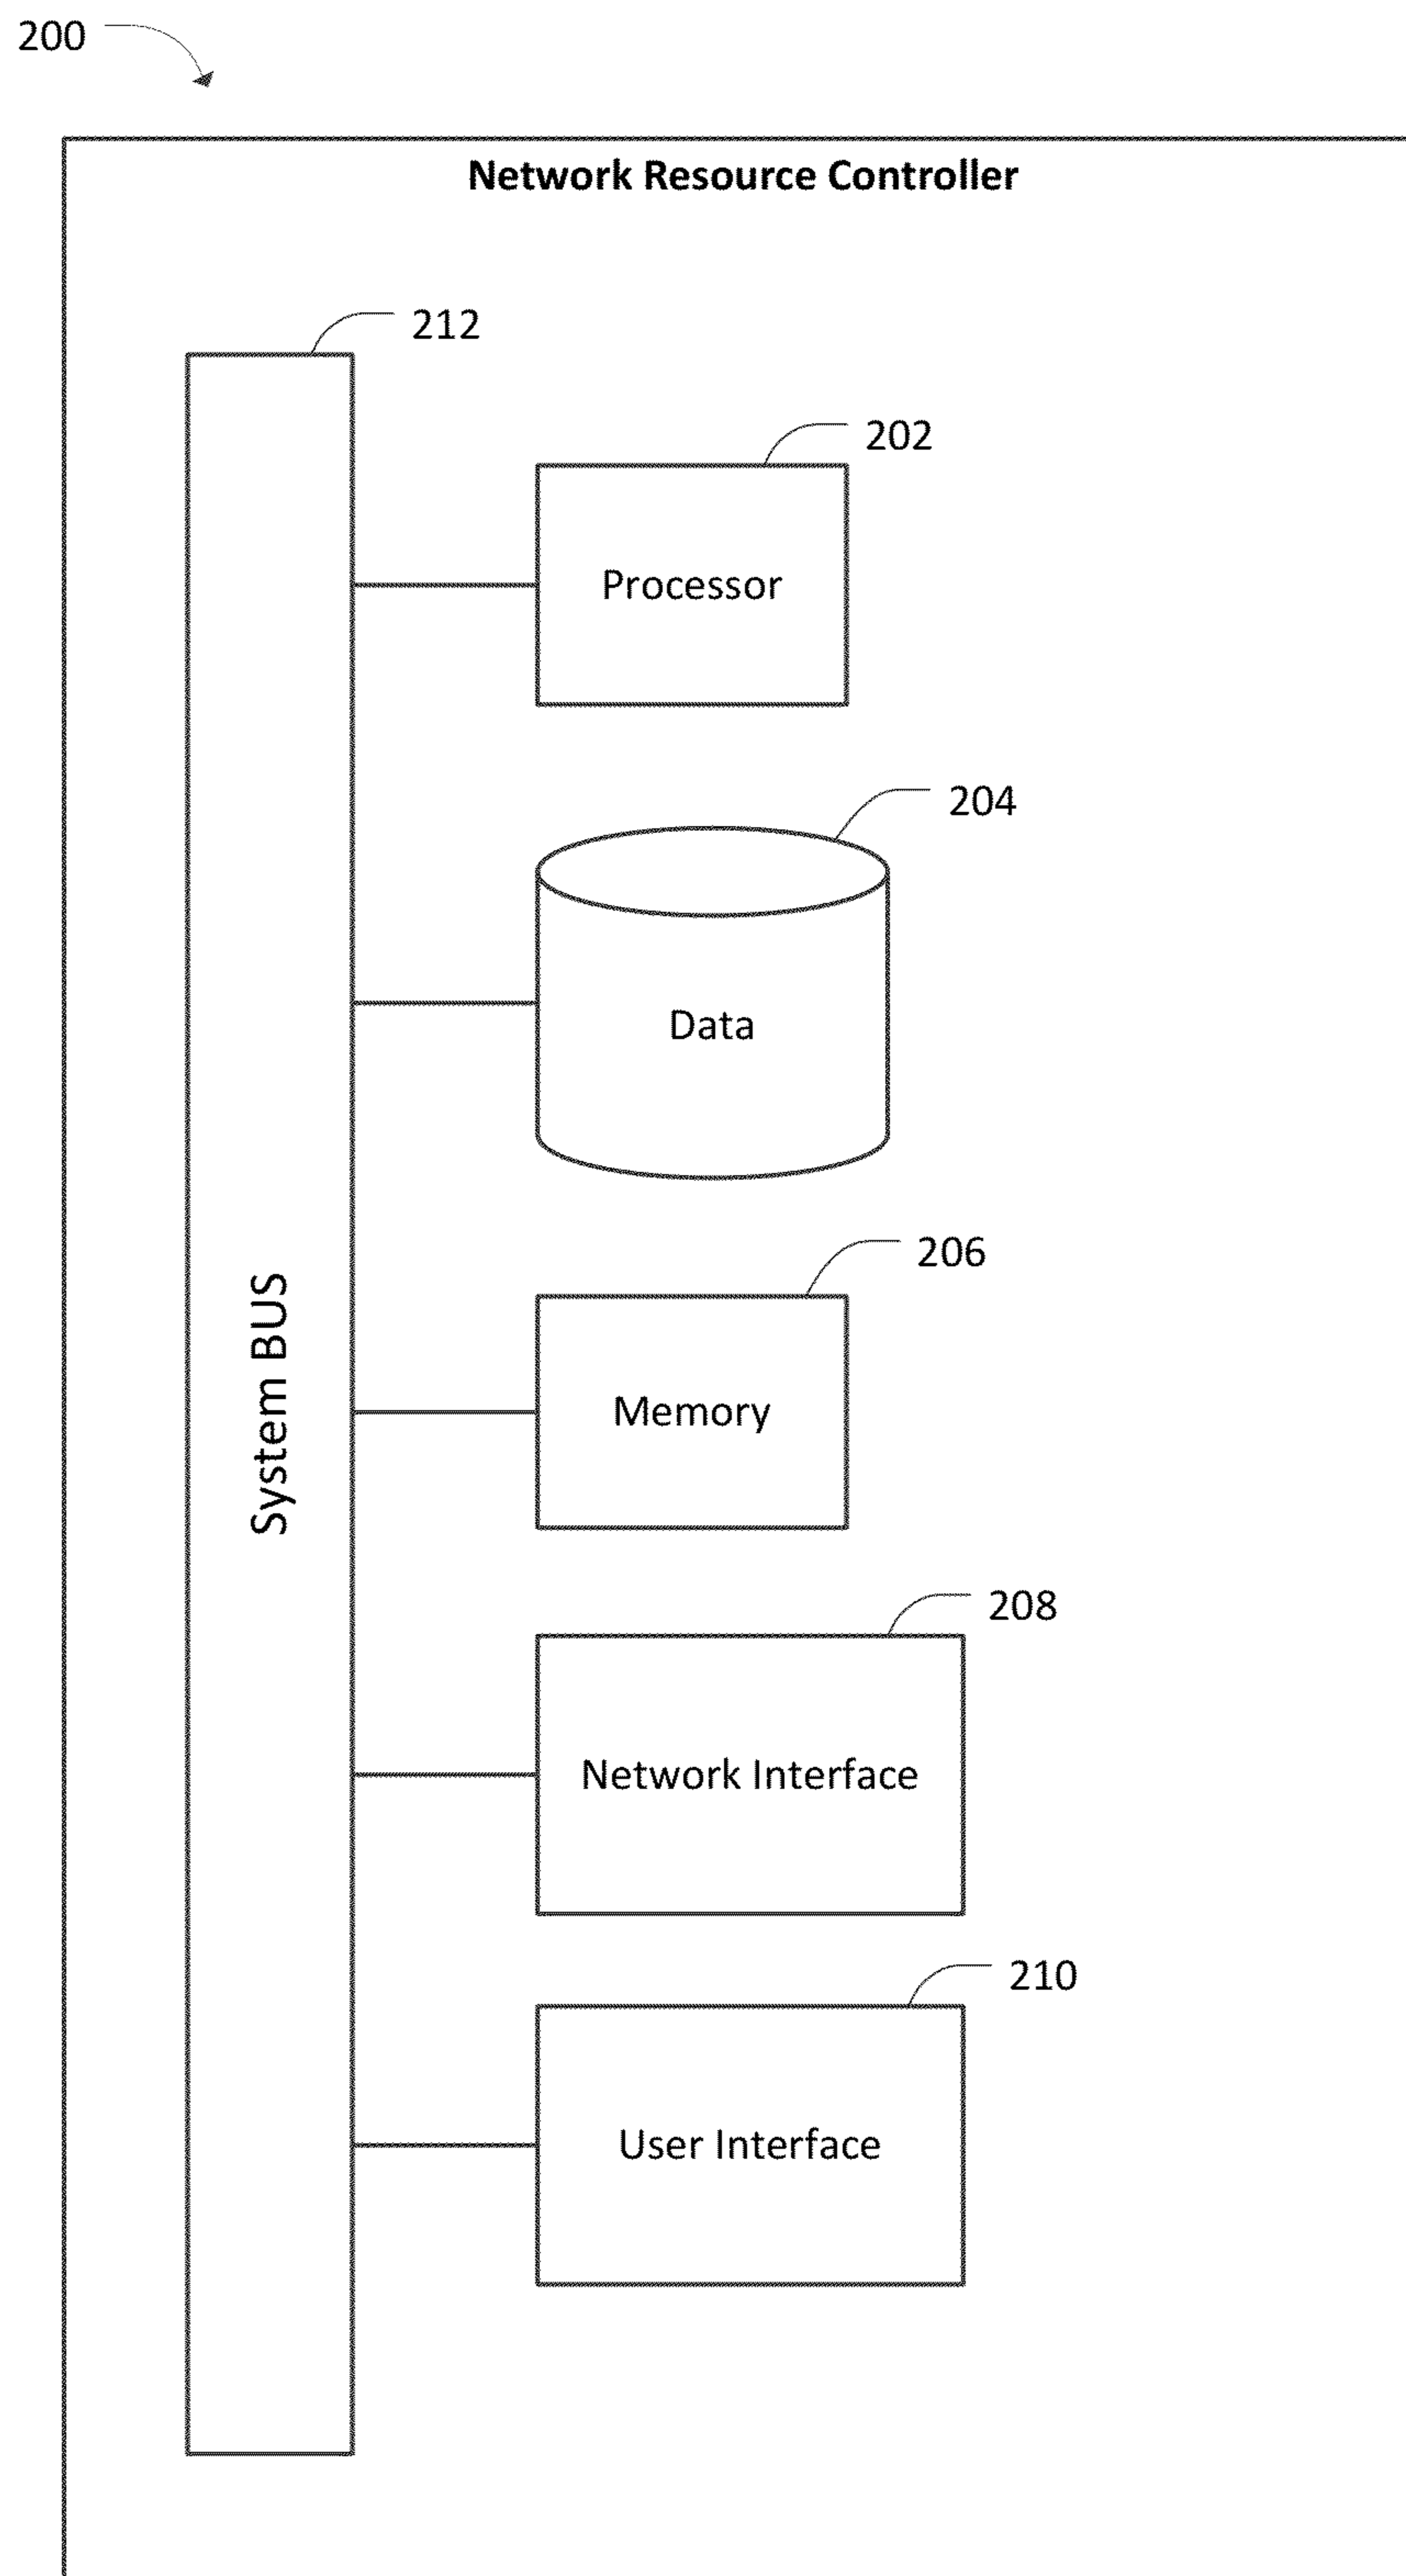 200
Network Resource Controller
212
202
Processor
204
Data
206
System BUS
Memory
208
Network Interface
210
User Interface